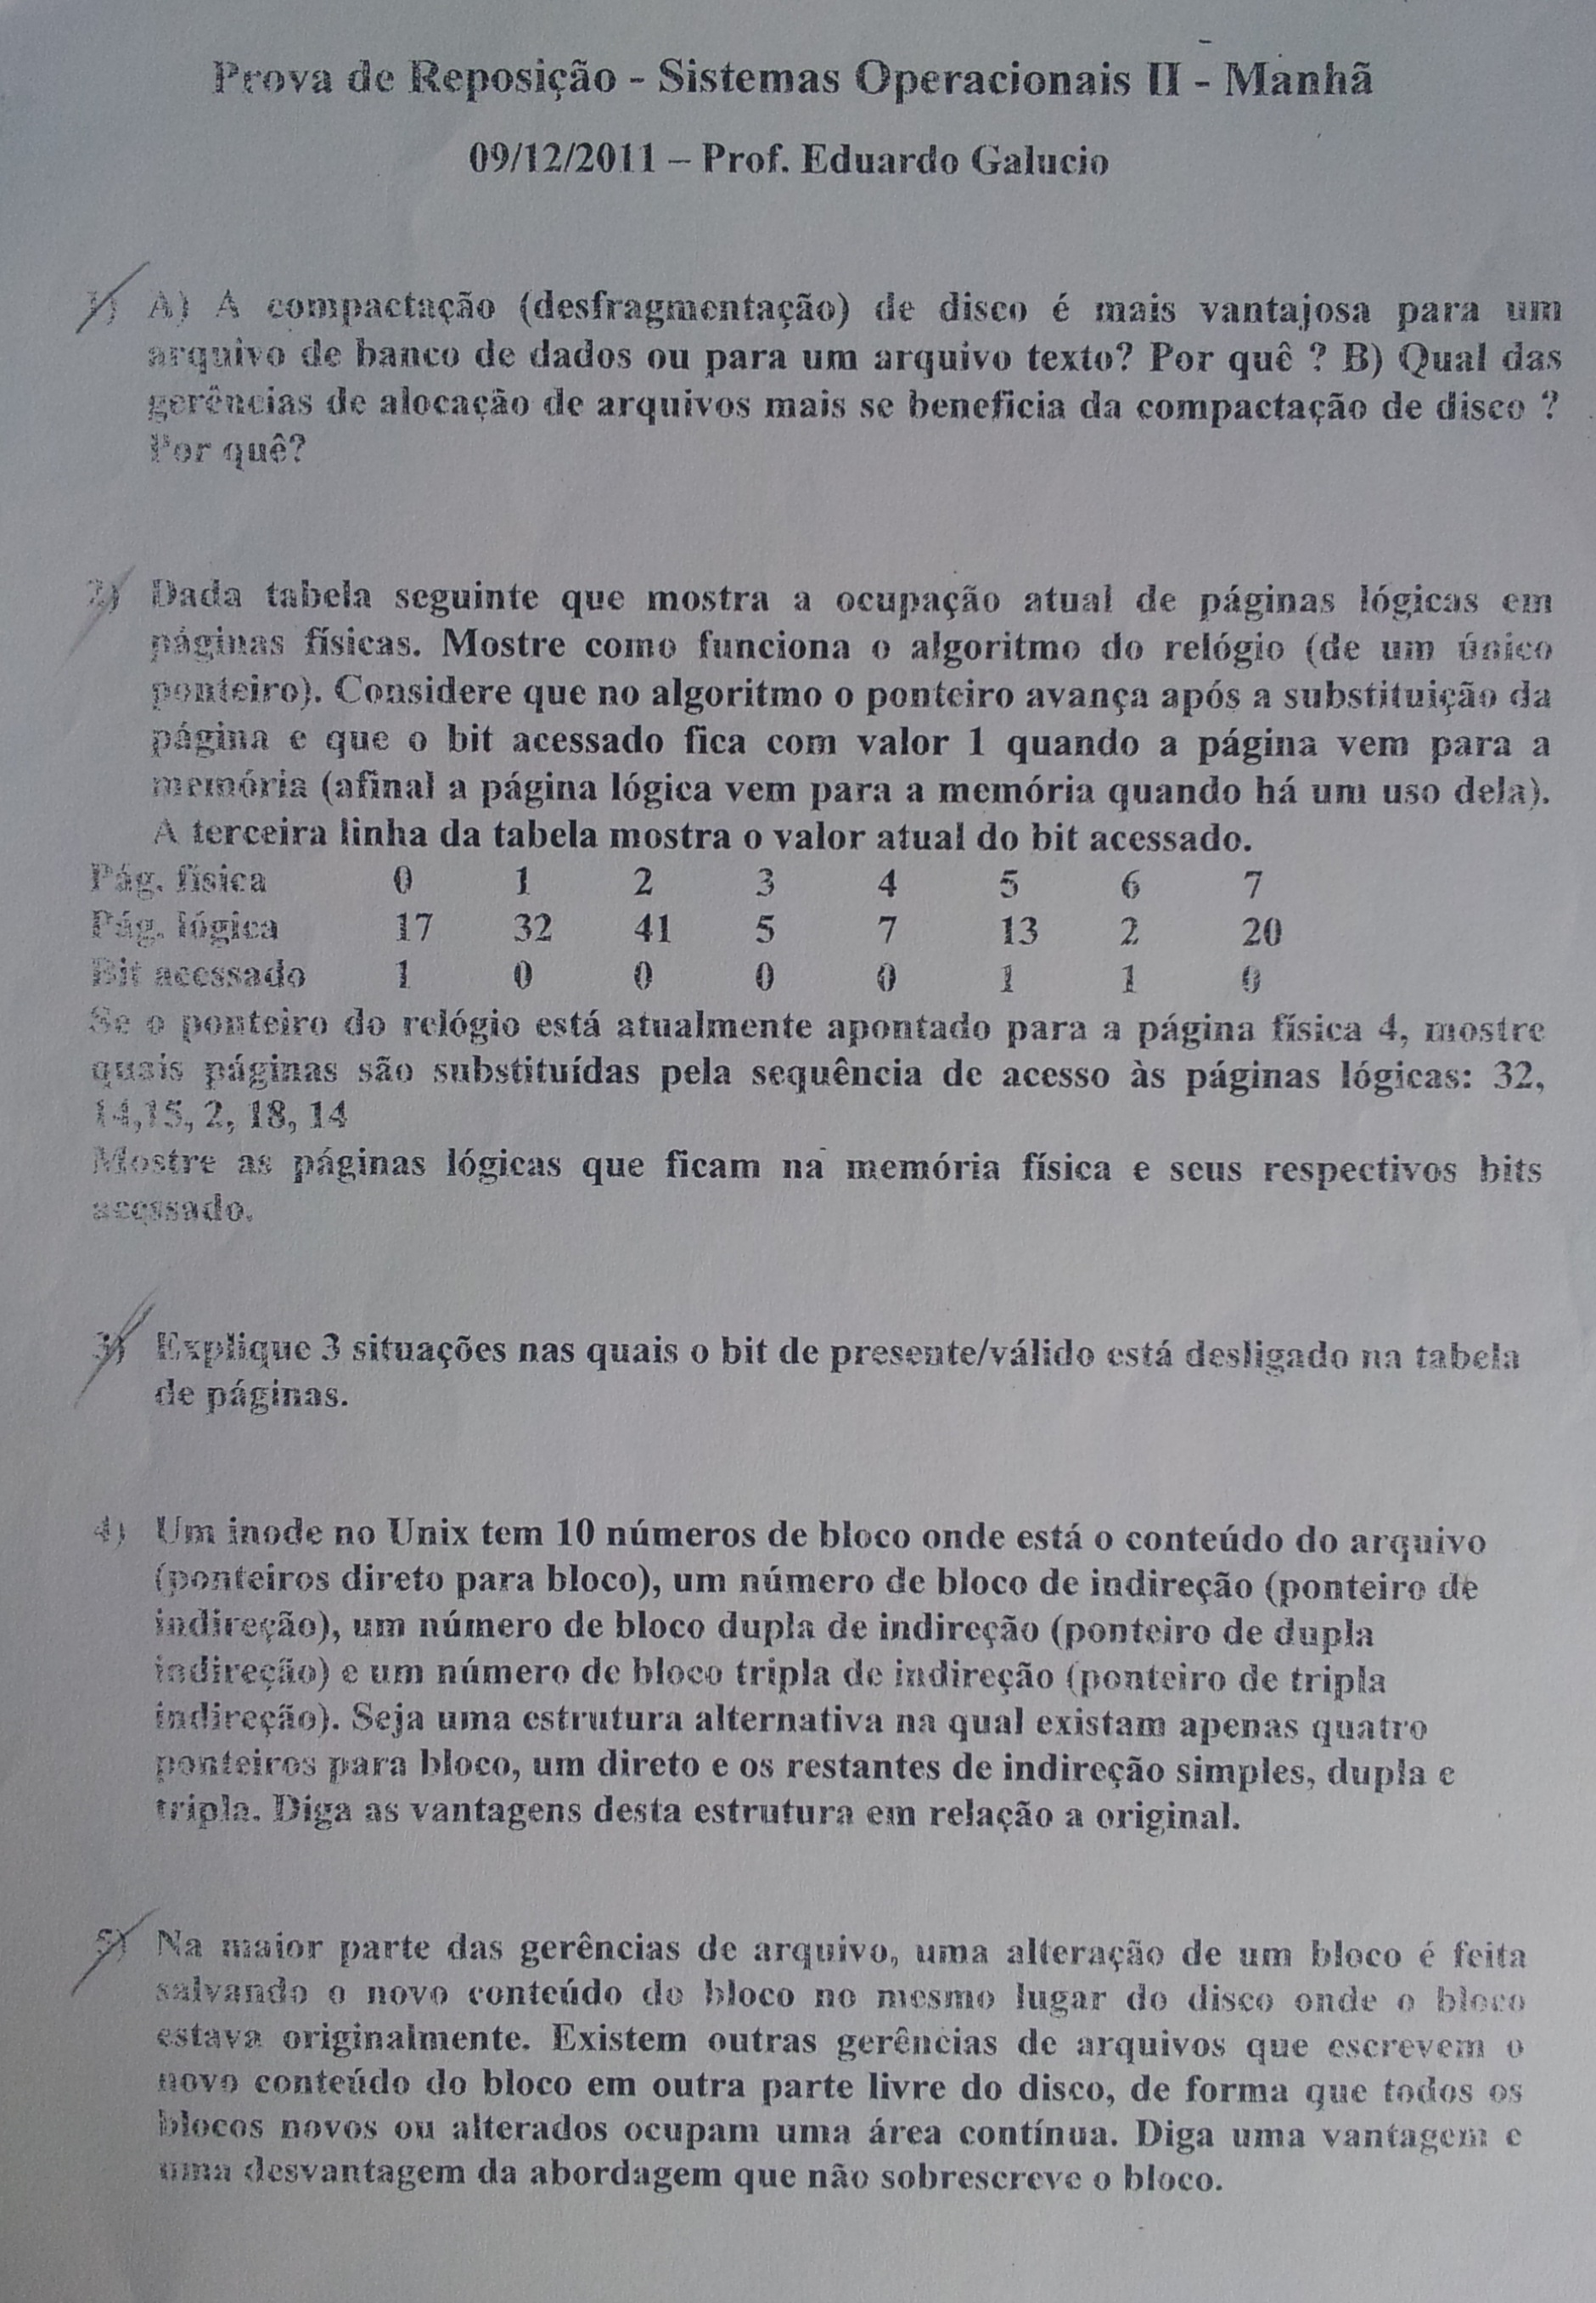 Prova de Reposição - Sistemas Operacionais II - Manhã
09/12/2011 – Prof. Eduardo Galucio
1) A) A compactação (desfragmentação) de disco é mais vantajosa para um
arquivo de banco de dados ou para um arquivo texto? Por quê ? B) Qual das
gerências de alocação de arquivos mais se beneficia da compactação de disco ?
Por quê?
2) Dada tabela seguinte que mostra a ocupação atual de páginas lógicas em
páginas físicas. Mostre como funciona o algoritmo do relógio (de um único
ponteiro). Considere que no algoritmo o ponteiro avança após a substituição da
página e que o bit acessado fica com valor 1 quando a página vem para a
memória (afinal a página lógica vem para a memória quando há um uso dela).
A terceira linha da tabela mostra o valor atual do bit acessado.
Pág. física 0 1 2 3 4 5 6 7
Pág. lógica 17 32 41 5 7 13 2 20
Bit acessado 1 0 0 0 0 1 1 0
Se o ponteiro do relógio está atualmente apontado para a página física 4, mostre
quais páginas são substituídas pela sequência de acesso às páginas lógicas: 32,
14,15, 2, 18, 14
Mostre as páginas lógicas que ficam na memória física e seus respectivos bits
acessado.
3) Explique 3 situações nas quais o bit de presente/válido está desligado na tabela
de páginas.
4) Um inode no Unix tem 10 números de bloco onde está o conteúdo do arquivo
(ponteiros direto para bloco), um número de bloco de indireção (ponteiro de
indireção), um número de bloco dupla de indireção (ponteiro de dupla
indireção) e um número de bloco tripla de indireção (ponteiro de tripla
indireção). Seja uma estrutura alternativa na qual existam apenas quatro
ponteiros para bloco, um direto e os restantes de indireção simples, dupla e
tripla. Diga as vantagens desta estrutura em relação a original.
5) Na maior parte das gerências de arquivo, uma alteração de um bloco é feita
salvando o novo conteúdo do bloco no mesmo lugar do disco onde o bloco
estava originalmente. Existem outras gerências de arquivos que escrevem o
novo conteúdo do bloco em outra parte livre do disco, de forma que todos os
blocos novos ou alterados ocupam uma área contínua. Diga uma vantagem e
uma desvantagem da abordagem que não sobrescreve o bloco.